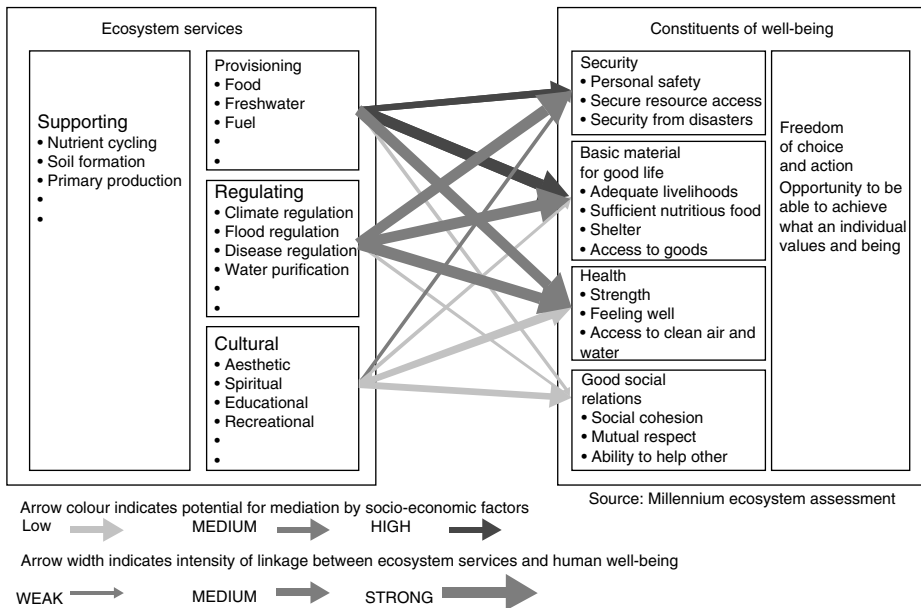 Ecosystem services
Supporting
• Nutrient cycling
• Soil formation
• Primary production
•
•
Provisioning
• Food
• Freshwater
• Fuel
•
•
Regulating
• Climate regulation
• Flood regulation
• Disease regulation
• Water purification
•
•
Cultural
• Aesthetic
• Spiritual
• Educational
• Recreational
•
•
Constituents of well-being
Security
• Personal safety
• Secure resource access
• Security from disasters
Basic material
for good life
• Adequate livelihoods
• Sufficient nutritious food
• Shelter
• Access to goods
Health
• Strength
• Feeling well
• Access to clean air and
water
Good social
relations
• Social cohesion
• Mutual respect
• Ability to help other
Freedom
of choice
and action
Opportunity to be
able to achieve
what an individual
values and being
Source: Millennium ecosystem assessment
Arrow colour indicates potential for mediation by socio-economic factors
Low MEDIUM HIGH
Arrow width indicates intensity of linkage between ecosystem services and human well-being
WEAK MEDIUM STRONG